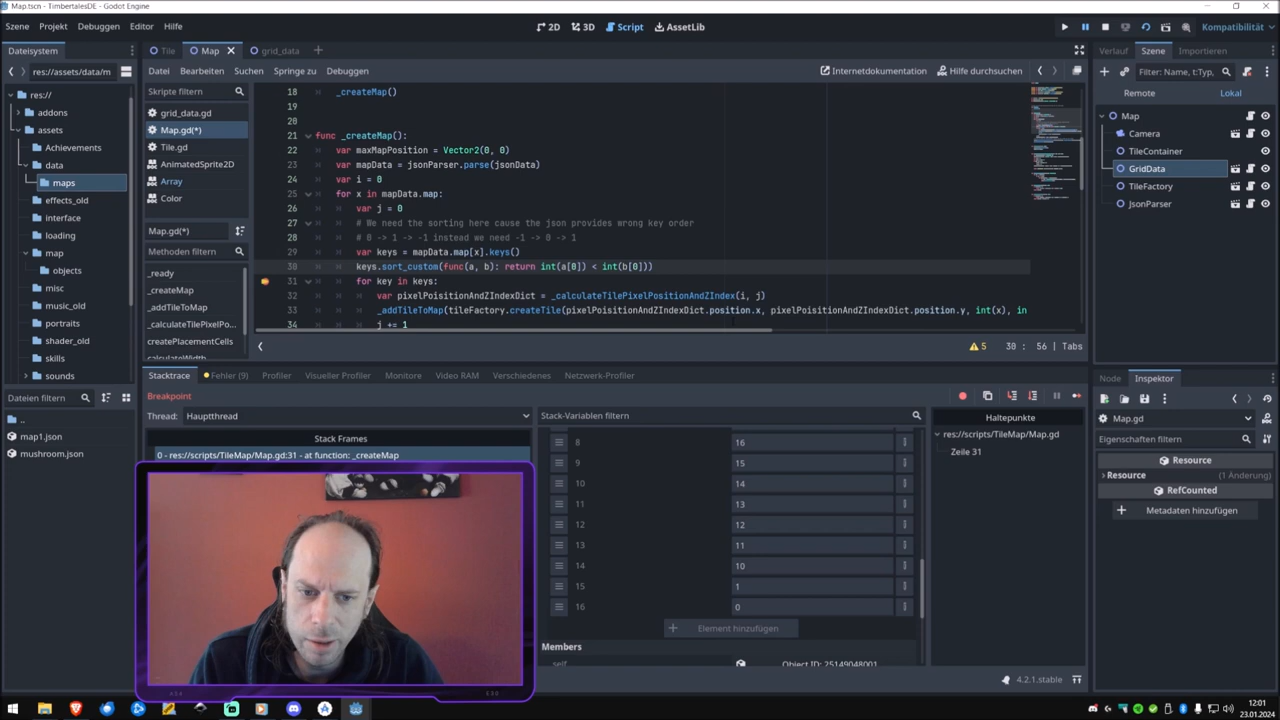 Map.tscn - TimbertalesDE - Godot Engine
Szene Projekt Debuggen Editor Hilfe
2D 3D Script AssetLib
Kompatibilität
Dateisystem
Tile Map grid_data
Verlauf Szene Importieren
res://assets/data/m
Datei Bearbeiten Suchen Springe zu Debuggen
Internetdokumentation Hilfe durchsuchen
Filter: Name, t:Typ,
res://
addons
assets
Achievements
data
maps
effects_old
interface
loading
map
objects
misc
music_old
portraits
shader_old
skills
sounds
Skripte filtern
grid_data.gd
Map.gd(*)
Tile.gd
AnimatedSprite2D
Array
Color
Map.gd(*)
Methoden filtern
_ready
_createMap
_addTileToMap
_calculateTilePixelPo...
createPlacementCells
calculateWidth
18 _createMap()
19
20
21 func _createMap():
22 var maxMapPosition = Vector2(0, 0)
23 var mapData = jsonParser.parse(jsonData)
24 var i = 0
25 for x in mapData.map:
26 var j = 0
27 # We need the sorting here cause the json provides wrong key order
28 # 0 -> 1 -> -1 instead we need -1 -> 0 -> 1
29 var keys = mapData.map[x].keys()
30 keys.sort_custom(func(a, b): return int(a[0]) < int(b[0]))
31 for key in keys:
32 var pixelPoisitionAndZIndexDict = _calculateTilePixelPositionAndZIndex(i, j)
33 _addTileToMap(tileFactory.createTile(pixelPoisitionAndZIndexDict.position.x, pixelPoisitionAndZIndexDict.position.y, int(x), in
34 j += 1
5 30 : 56 | Tabs
Remote Lokal
Map
Camera
TileContainer
GridData
TileFactory
JsonParser
Dateien filtern
..
map1.json
mushroom.json
Stacktrace Fehler (9) Profiler Visueller Profiler Monitore Video RAM Verschiedenes Netzwerk-Profiler
Breakpoint
Thread: Hauptthread
Stack Frames
0 - res://scripts/TileMap/Map.gd:31 - at function: _createMap
Stack-Variablen filtern
8 16
9 15
10 14
11 13
12 12
13 11
14 10
15 1
16 0
Element hinzufügen
Members
self Object ID: 25149048001
Haltepunkte
res://scripts/TileMap/Map.gd
Zeile 31
4.2.1.stable
Node Inspektor
Map.gd
Eigenschaften filtern
Resource
Resource (1 Änderung)
RefCounted
Metadaten hinzufügen
12:01
23.01.2024